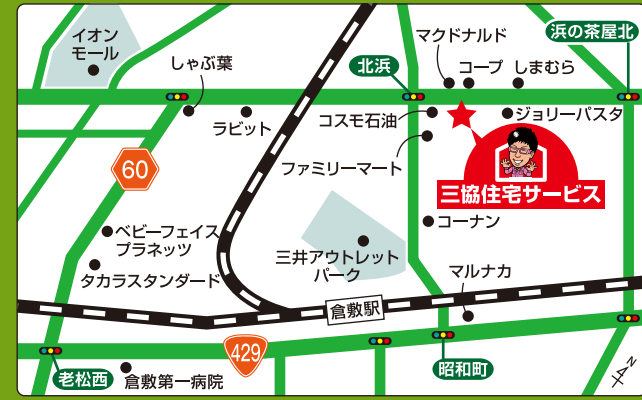 イオン
モール
しゃぶ葉
ラビット
マクドナルド
コープ
しまむら
浜の茶屋北
北浜
コスモ石油
ジョリーパスタ
ファミリーマート
三協住宅サービス
60
ベビーフェイス
プラネッツ
タカラスタンダード
コーナン
三井アウトレット
パーク
マルナカ
倉敷駅
429
老松西
倉敷第一病院
昭和町
N